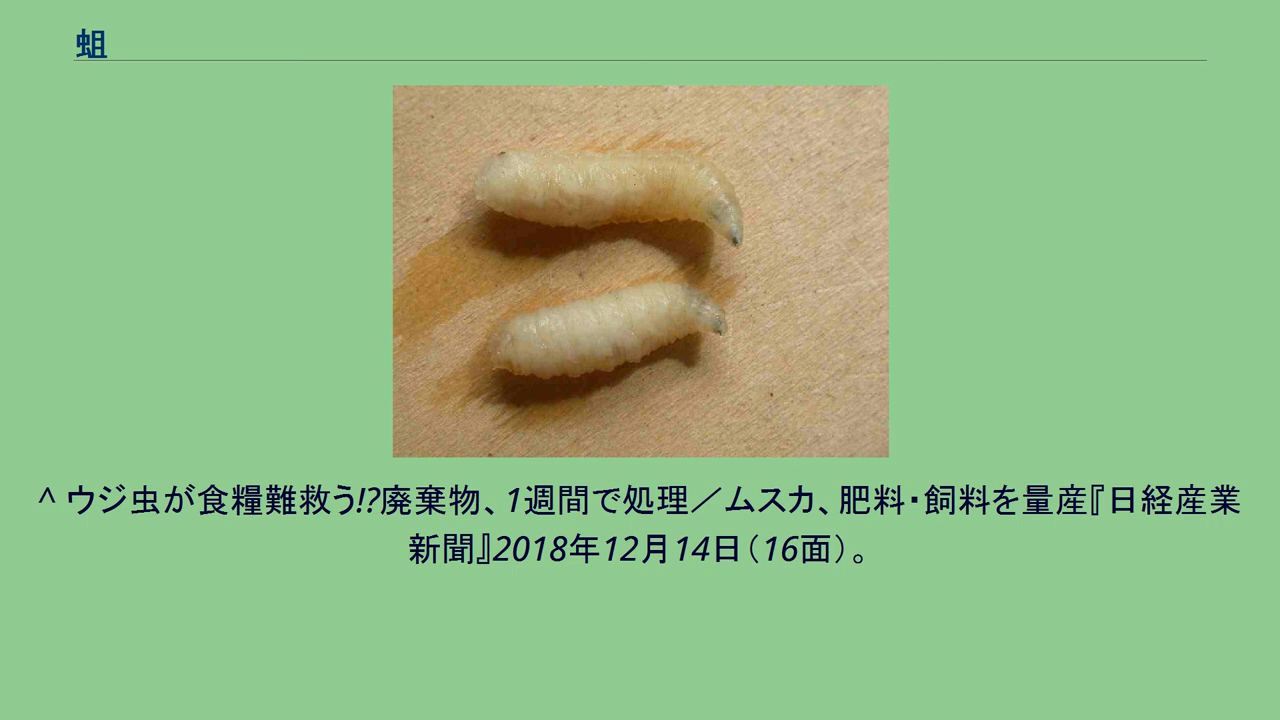 蛆
^ ウジ虫が食糧難救う!?廃棄物、1週間で処理／ムスカ、肥料・飼料を量産『日経産業
新聞』2018年12月14日（16面）。